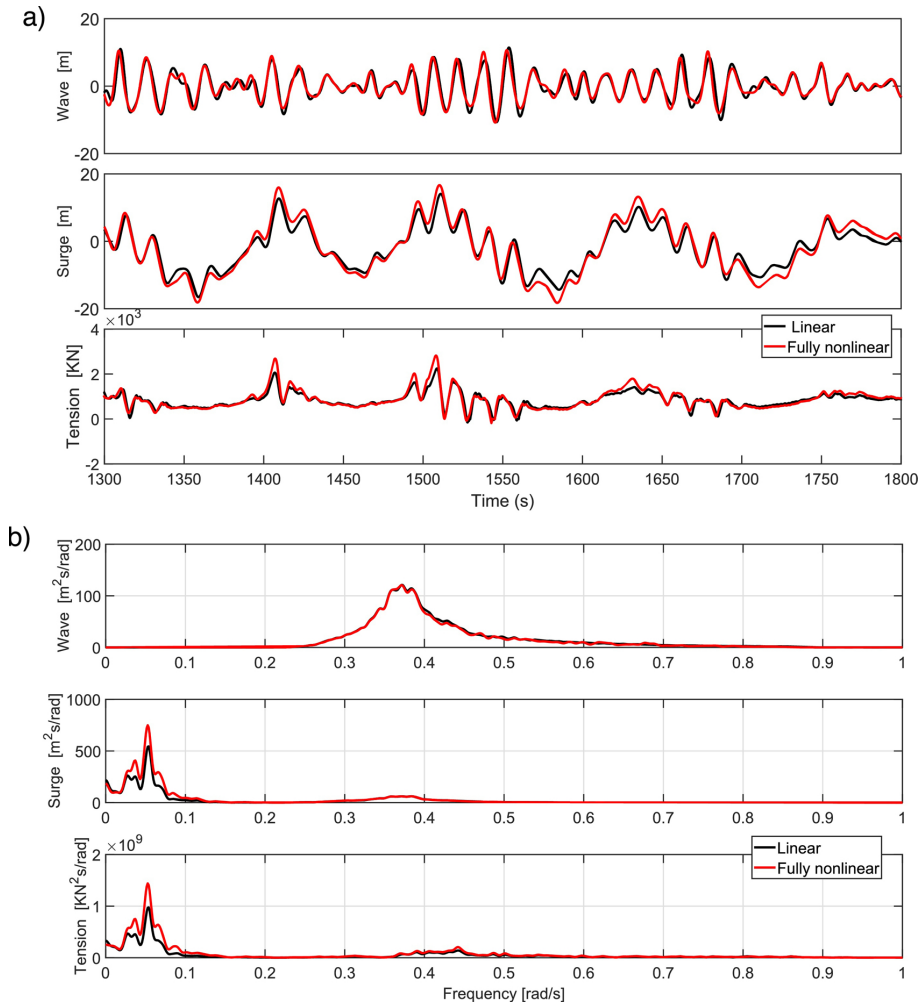 a)
20
0
-20
Wave [m]
20
0
-20
Surge [m]
×10³
4
2
0
-2
Tension [KN]
Linear
Fully nonlinear
1300 1350 1400 1450 1500 1550 1600 1650 1700 1750 1800
Time (s)
b)
200
100
0
Wave [m²s/rad]
0 0.1 0.2 0.3 0.4 0.5 0.6 0.7 0.8 0.9 1
1000
500
0
Surge [m²s/rad]
0 0.1 0.2 0.3 0.4 0.5 0.6 0.7 0.8 0.9 1
×10⁹
2
1
0
Tension [KN²s/rad]
Linear
Fully nonlinear
0 0.1 0.2 0.3 0.4 0.5 0.6 0.7 0.8 0.9 1
Frequency [rad/s]